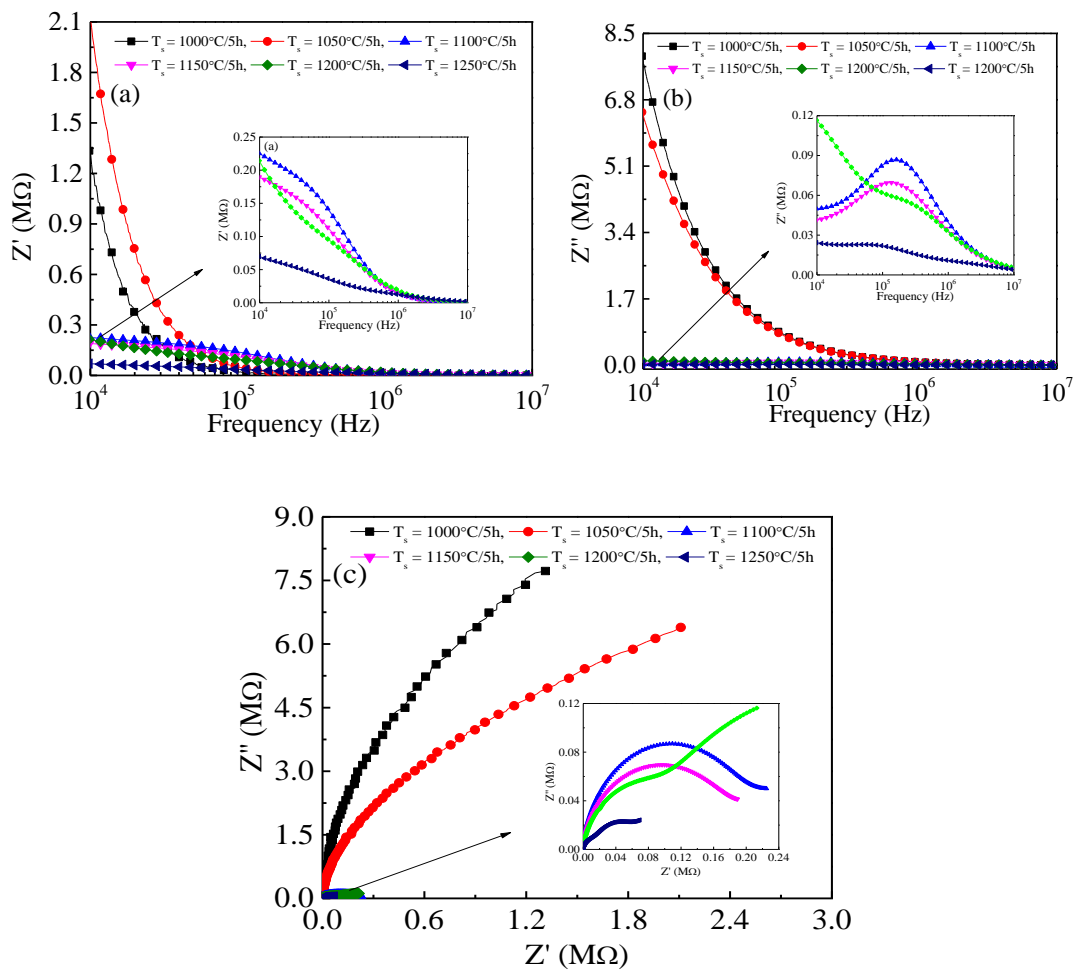 T_s = 1000°C/5h, T_s = 1050°C/5h, T_s = 1100°C/5h
T_s = 1150°C/5h, T_s = 1200°C/5h, T_s = 1250°C/5h
(a)
2.1
1.8
1.5
1.2
0.9
0.6
0.3
0.0
Z' (MΩ)
10^4 10^5 10^6 10^7
Frequency (Hz)
(a)
0.25
0.20
0.15
0.10
0.05
0.00
Z' (MΩ)
10^4 10^5 10^6 10^7
Frequency (Hz)
T_s = 1000°C/5h, T_s = 1050°C/5h, T_s = 1100°C/5h
T_s = 1150°C/5h, T_s = 1200°C/5h, T_s = 1200°C/5h
(b)
8.5
6.8
5.1
3.4
1.7
0.0
Z" (MΩ)
10^4 10^5 10^6 10^7
Frequency (Hz)
0.12
0.09
0.06
0.03
0.00
Z" (MΩ)
10^4 10^5 10^6 10^7
Frequency (Hz)
T_s = 1000°C/5h, T_s = 1050°C/5h, T_s = 1100°C/5h
T_s = 1150°C/5h, T_s = 1200°C/5h, T_s = 1250°C/5h
(c)
9.0
7.5
6.0
4.5
3.0
1.5
0.0
Z" (MΩ)
0.0 0.6 1.2 1.8 2.4 3.0
Z' (MΩ)
0.12
0.08
0.04
0.00
Z" (MΩ)
0.00 0.04 0.08 0.12 0.16 0.20 0.24
Z' (MΩ)